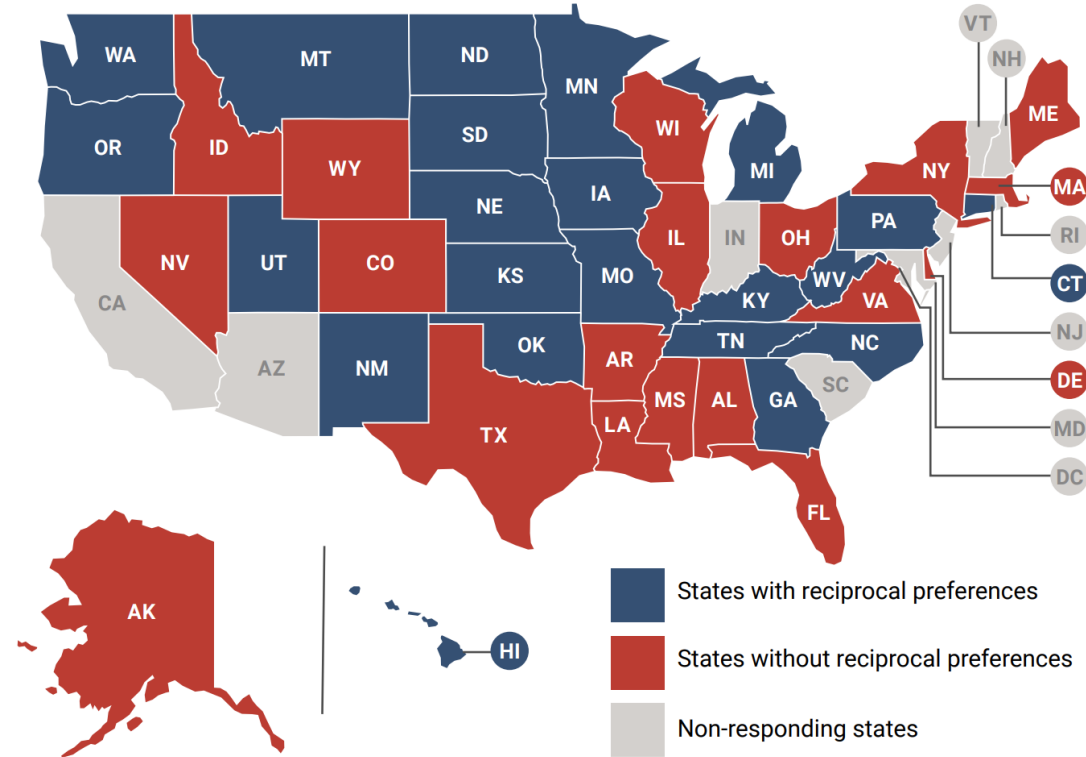 VT
NH
WA
MT
ND
MN
ME
OR
ID
SD
WI
MI
NY
MA
WY
NE
IA
PA
RI
NV
UT
CO
KS
MO
IL
IN
OH
WV
KY
VA
CT
CA
NJ
TN
NC
AZ
NM
OK
AR
SC
DE
MS
AL
GA
MD
TX
LA
DC
FL
AK
HI
States with reciprocal preferences
States without reciprocal preferences
Non-responding states